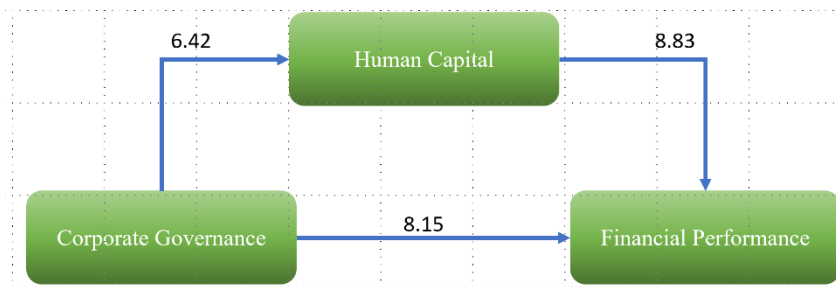 6.42
8.83
Human Capital
Corporate Governance
8.15
Financial Performance